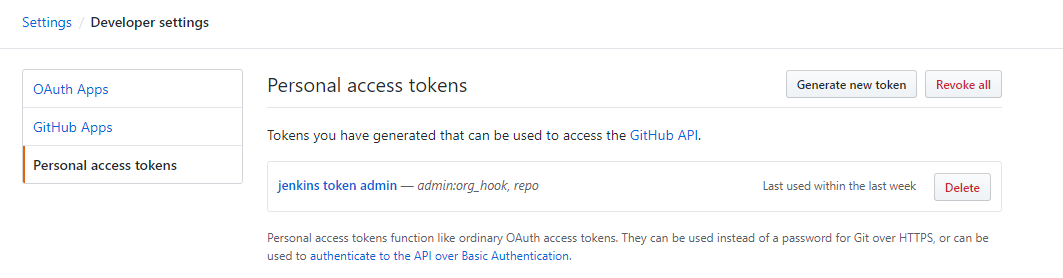 Settings / Developer settings
OAuth Apps
GitHub Apps
Personal access tokens
Personal access tokens
Generate new token
Revoke all
Tokens you have generated that can be used to access the GitHub API.
jenkins token admin — admin:org_hook, repo
Last used within the last week
Delete
Personal access tokens function like ordinary OAuth access tokens. They can be used instead of a password for Git over HTTPS, or can be
used to authenticate to the API over Basic Authentication.